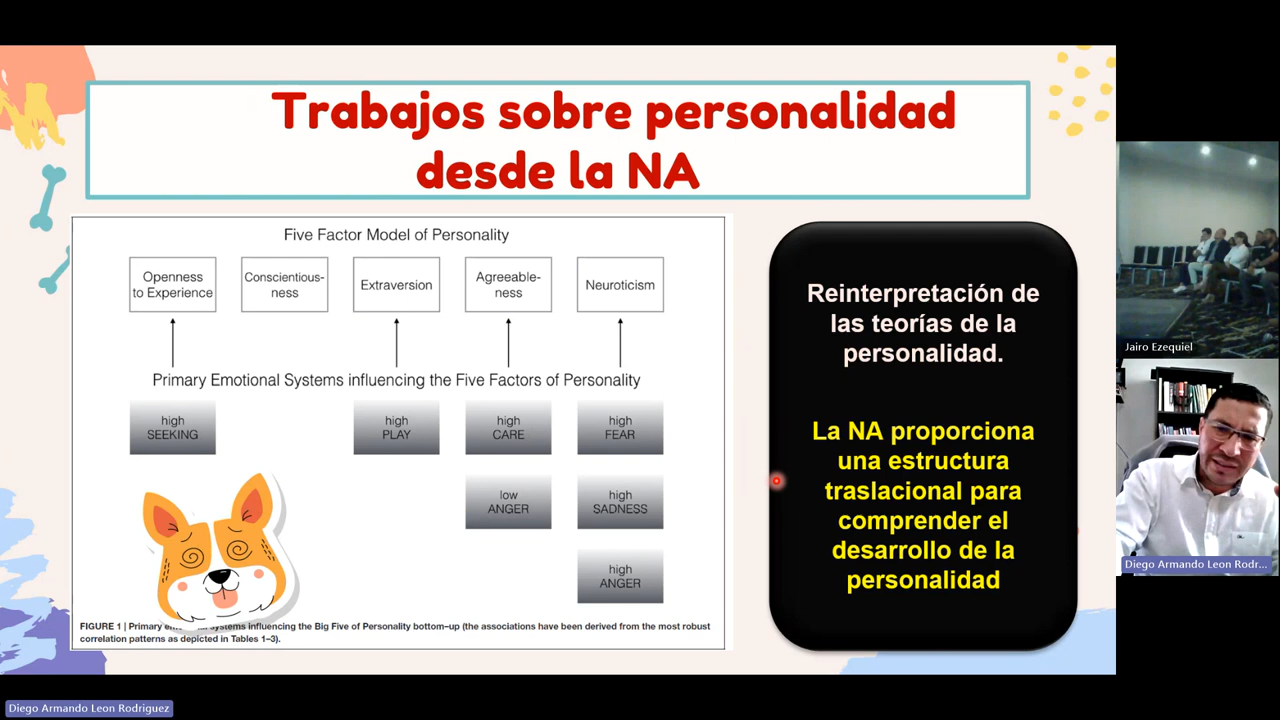 Trabajos sobre personalidad
desde la NA
Five Factor Model of Personality
Openness
to Experience
Conscientious-
ness
Extraversion
Agreeable-
ness
Neuroticism
Primary Emotional Systems influencing the Five Factors of Personality
high
SEEKING
high
PLAY
high
CARE
high
FEAR
low
ANGER
high
SADNESS
high
ANGER
FIGURE 1 | Primary influencing the Big Five of Personality bottom–up (the associations have been derived from the most robust
correlation patterns as depicted in Tables 1–3).
Reinterpretación de
las teorías de la
personalidad.
La NA proporciona
una estructura
traslacional para
comprender el
desarrollo de la
personalidad
Jairo Ezequiel
Diego Armando Leon Rodr...
Diego Armando Leon Rodriguez